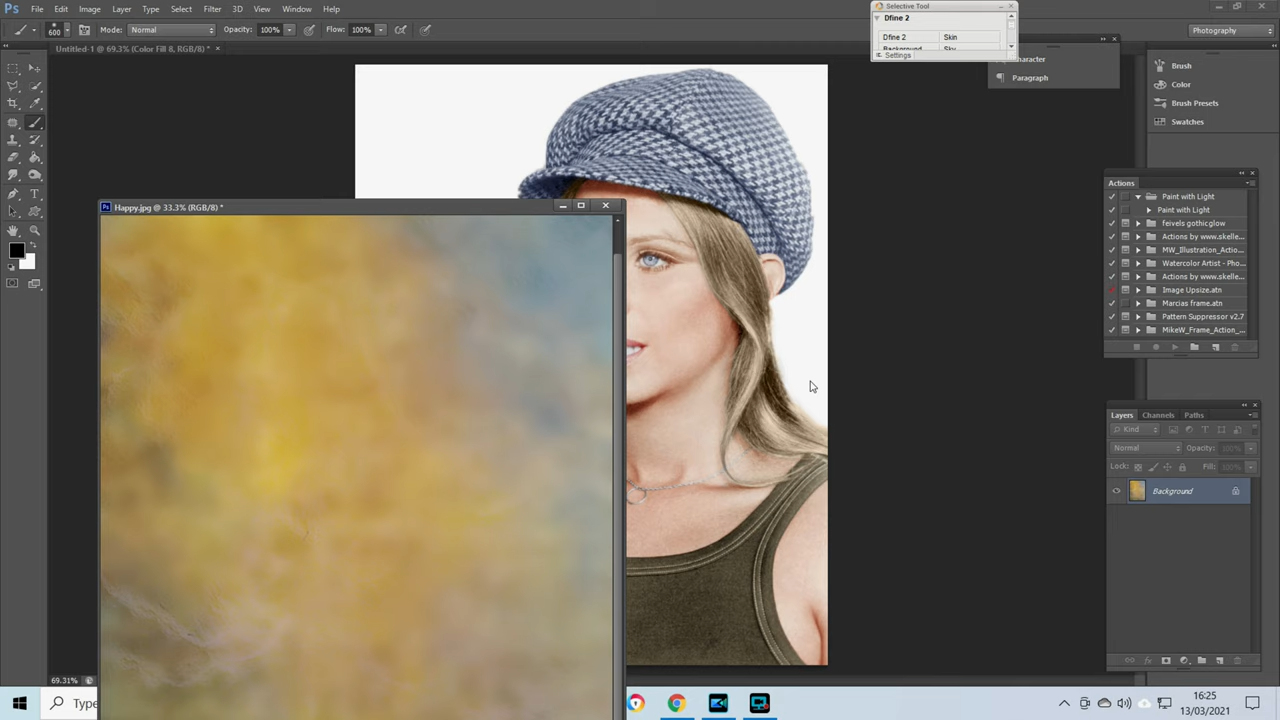 Ps File Edit Image Layer Type Select Filter 3D View Window Help
600 Mode: Normal Opacity: 100% Flow: 100% Photography
Untitled-1 @ 69.3% (Color Fill 8, RGB/8) * ×
Selective Tool
Dfine 2
Dfine 2 Skin
Background Sky
Settings
Character
Paragraph
Brush
Color
Brush Presets
Swatches
Actions
Paint with Light
Paint with Light
feivels gothicglow
Actions by www.skelle...
MW_Illustration_Actio...
Watercolor Artist - Pho...
Actions by www.skelle...
Image Upsize.atn
Marcias frame.atn
Pattern Suppressor v2.7
MikeW_Frame_Action_...
Happy.jpg @ 33.3% (RGB/8) *
Layers Channels Paths
Kind
Normal Opacity: 100%
Lock: Fill: 100%
Background
69.31%
Type
16:25
13/03/2021